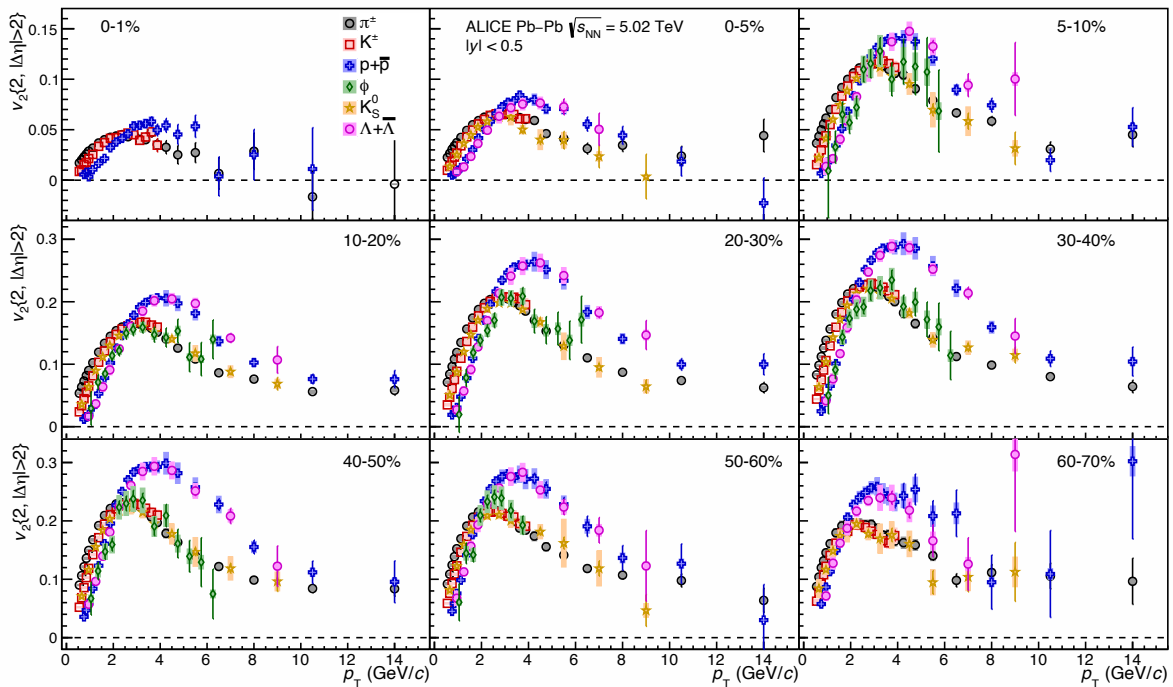 0-1%
π±
K±
p+p̅
ϕ
K⁰S
Λ+Λ̅
0-5%
ALICE Pb–Pb √sNN = 5.02 TeV
|y| < 0.5
5-10%
v2{2, |Δη|>2}
0.15
0.1
0.05
0
10-20%
20-30%
30-40%
v2{2, |Δη|>2}
0.3
0.2
0.1
0
40-50%
50-60%
60-70%
v2{2, |Δη|>2}
0.3
0.2
0.1
0
0 2 4 6 8 10 12 14
pT (GeV/c)
0 2 4 6 8 10 12 14
pT (GeV/c)
0 2 4 6 8 10 12 14
pT (GeV/c)